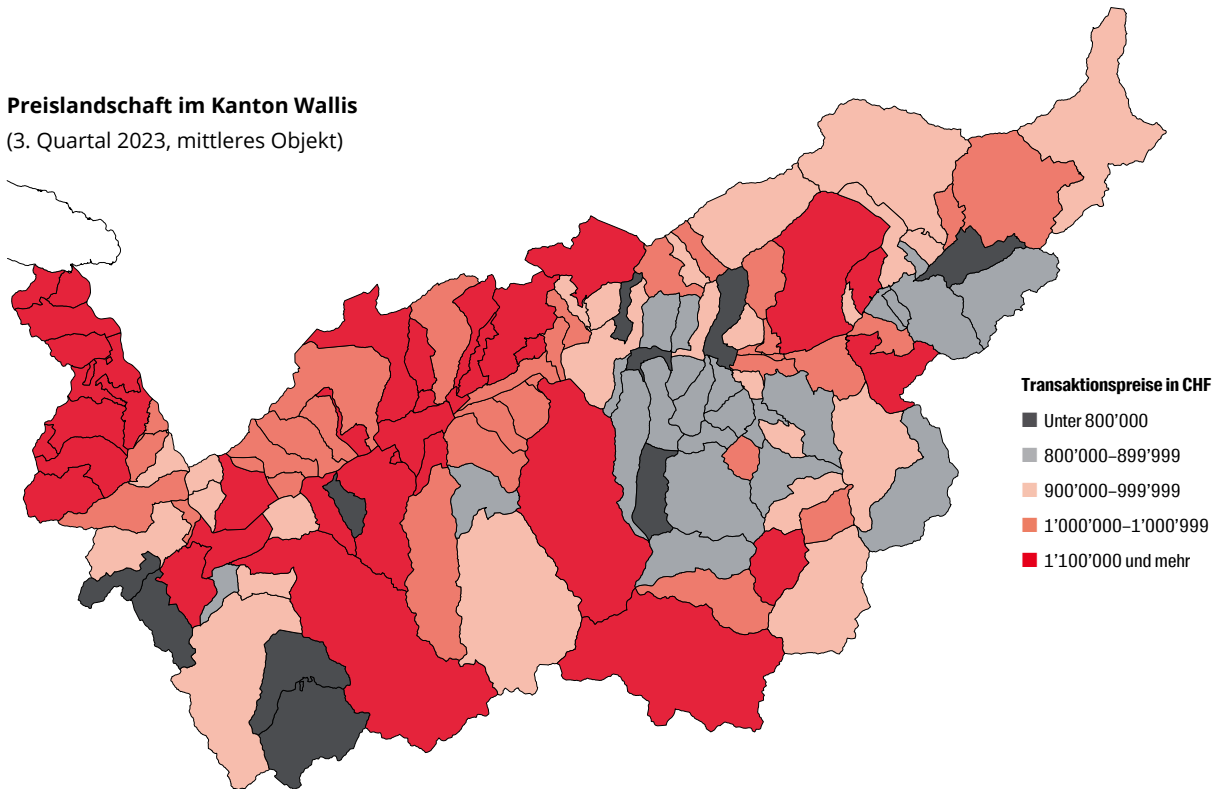 Preislandschaft im Kanton Wallis
(3. Quartal 2023, mittleres Objekt)
Transaktionspreise in CHF
Unter 800’000
800’000–899’999
900’000–999’999
1’000’000–1’000’999
1’100’000 und mehr